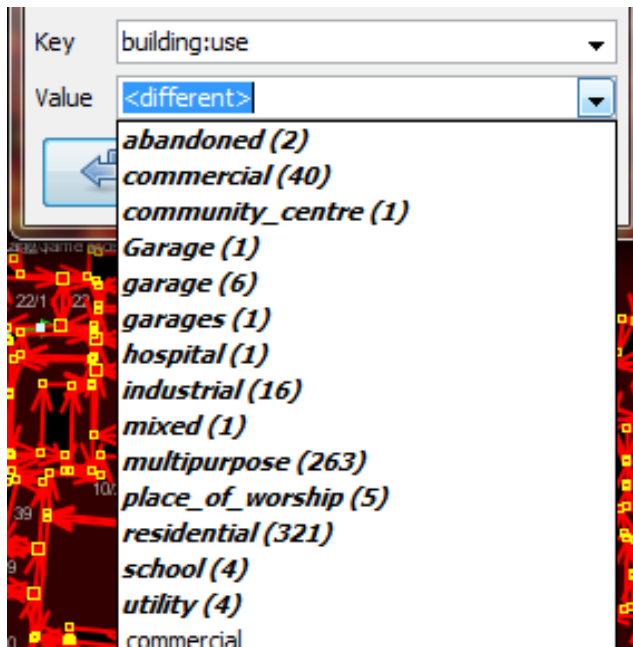 Key building:use
Value <different>
abandoned (2)
commercial (40)
community_centre (1)
Garage (1)
garage (6)
garages (1)
hospital (1)
industrial (16)
mixed (1)
multipurpose (263)
place_of_worship (5)
residential (321)
school (4)
utility (4)
commercial
22/1 22
39